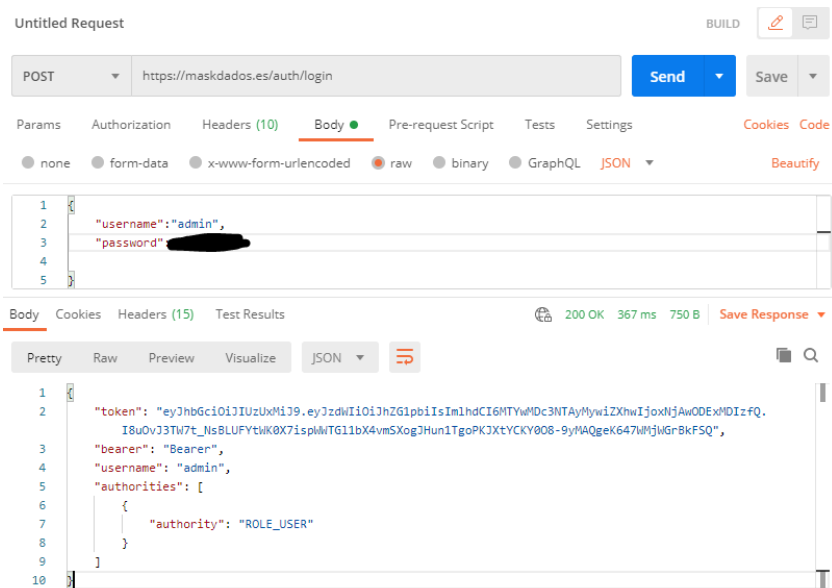 Untitled Request BUILD
POST https://maskdados.es/auth/login Send Save
Params Authorization Headers (10) Body Pre-request Script Tests Settings Cookies Code
none form-data x-www-form-urlencoded raw binary GraphQL JSON Beautify
1 {
2 "username":"admin",
3 "password":
4
5 }
Body Cookies Headers (15) Test Results 200 OK 367 ms 750 B Save Response
Pretty Raw Preview Visualize JSON
1 {
2 "token": "eyJhbGciOiJIUzUxMiJ9.eyJzdWIiOiJhZG1pbiIsImlhdCI6MTYwMDc3NTAyMywiZXhwIjoxNjAwODExMDIzfQ.
I8uOvJ3TW7t_NsBLUFYtWK0X7ispWWTGl1bX4vmSXogJHun1TgoPKJXtYCKY0O8-9yMAQgeK647WMjWGrBkFSQ",
3 "bearer": "Bearer",
4 "username": "admin",
5 "authorities": [
6 {
7 "authority": "ROLE_USER"
8 }
9 ]
10 }